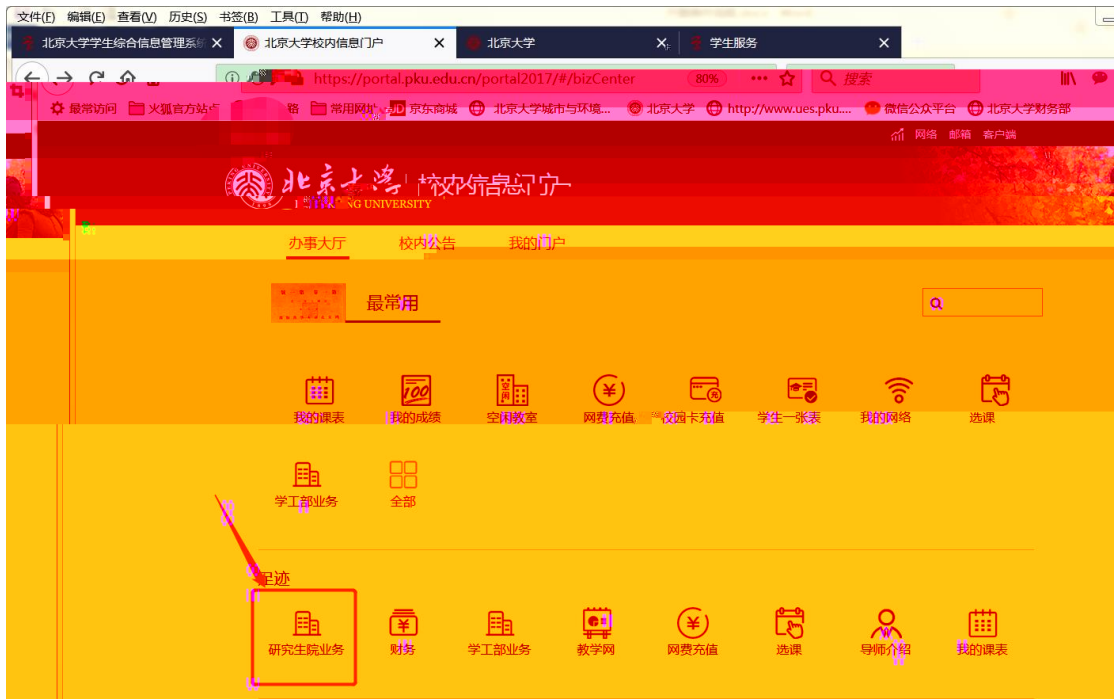 文件(F) 编辑(E) 查看(V) 历史(S) 书签(B) 工具(T) 帮助(H)
北京大学学生综合信息管理系统 × 北京大学校内信息门户 × 北京大学 × 学生服务 ×
https://portal.pku.edu.cn/portal2017/#/bizCenter 80% 搜索
最常访问 火狐官方站点 常用网址 JD 京东商城 北京大学城市与环境... 北京大学 http://www.ues.pku.... 微信公众平台 北京大学财务部
网络 邮箱 客户端
北京大学 校内信息门户
UNIVERSITY
办事大厅 校内公告 我的门户
最常用
100 空闲
我的课表 我的成绩 空闲教室 网费充值 校园卡充值 学生一张表 我的网络 选课
学工部业务 全部
足迹
研究生院业务 财务 学工部业务 教学网 网费充值 选课 导师介绍 我的课表